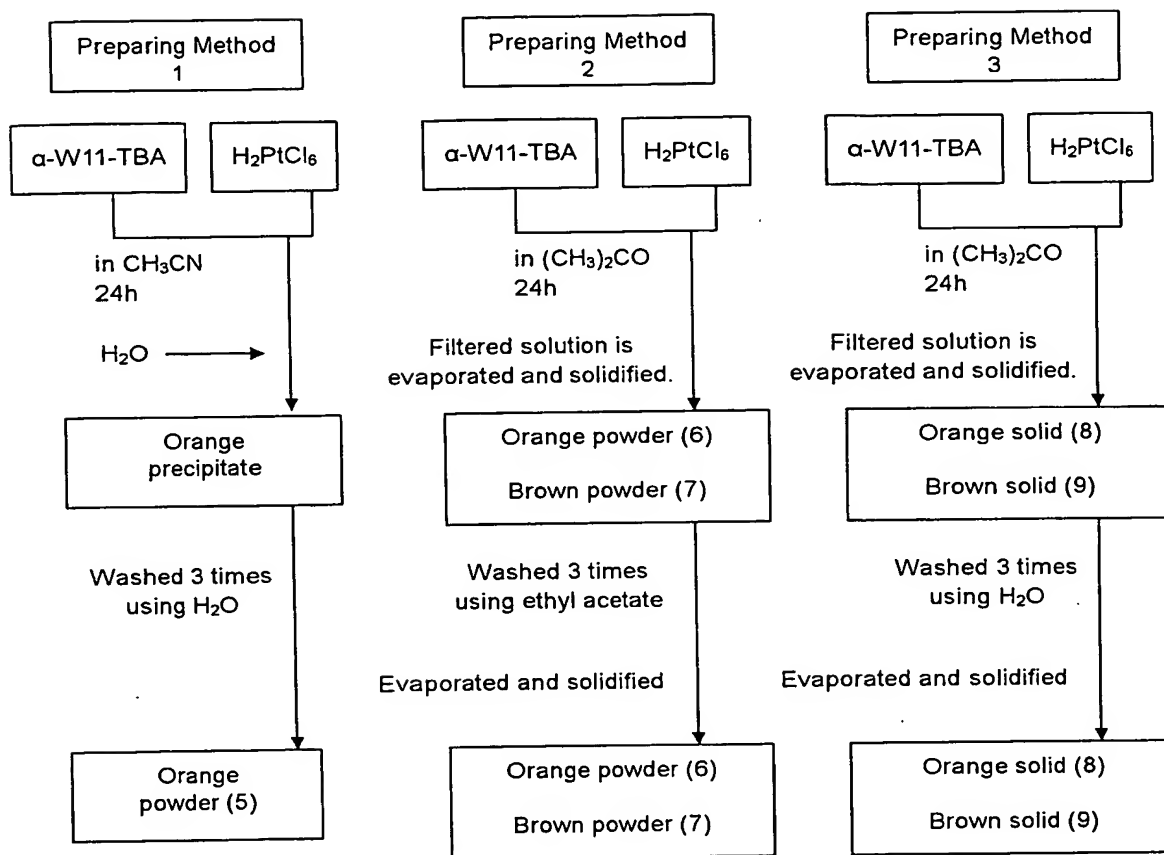 Preparing Method
1
α-W11-TBA
H₂PtCl₆
in CH₃CN
24h
H₂O
Orange
precipitate
Washed 3 times
using H₂O
Orange
powder (5)
Preparing Method
2
α-W11-TBA
H₂PtCl₆
in (CH₃)₂CO
24h
Filtered solution is
evaporated and solidified.
Orange powder (6)
Brown powder (7)
Washed 3 times
using ethyl acetate
Evaporated and solidified
Orange powder (6)
Brown powder (7)
Preparing Method
3
α-W11-TBA
H₂PtCl₆
in (CH₃)₂CO
24h
Filtered solution is
evaporated and solidified.
Orange solid (8)
Brown solid (9)
Washed 3 times
using H₂O
Evaporated and solidified
Orange solid (8)
Brown solid (9)